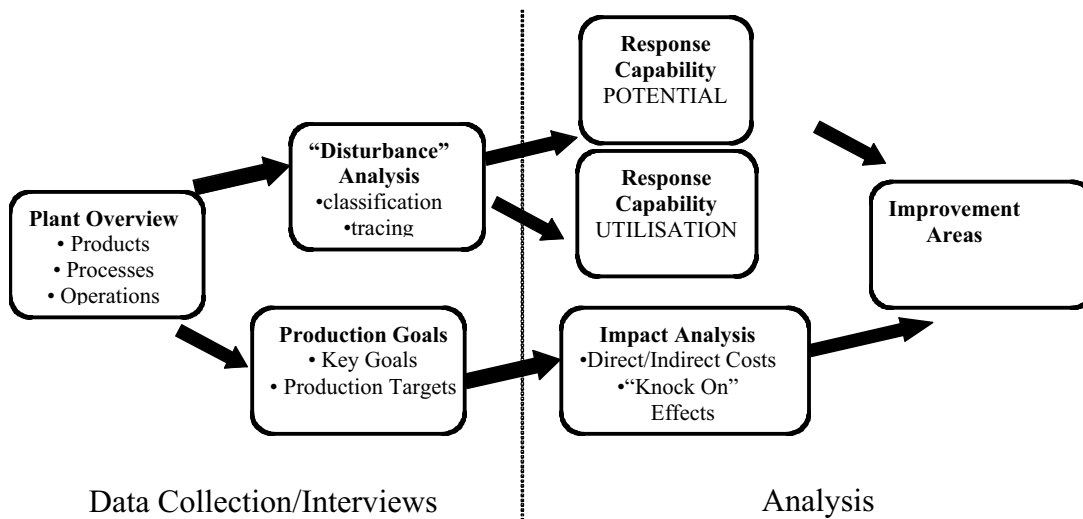 Plant Overview
• Products
• Processes
• Operations
“Disturbance”
Analysis
•classification
•tracing
Production Goals
• Key Goals
• Production Targets
Response
Capability
POTENTIAL
Response
Capability
UTILISATION
Impact Analysis
•Direct/Indirect Costs
•“Knock On”
Effects
Improvement
Areas
Data Collection/Interviews
Analysis